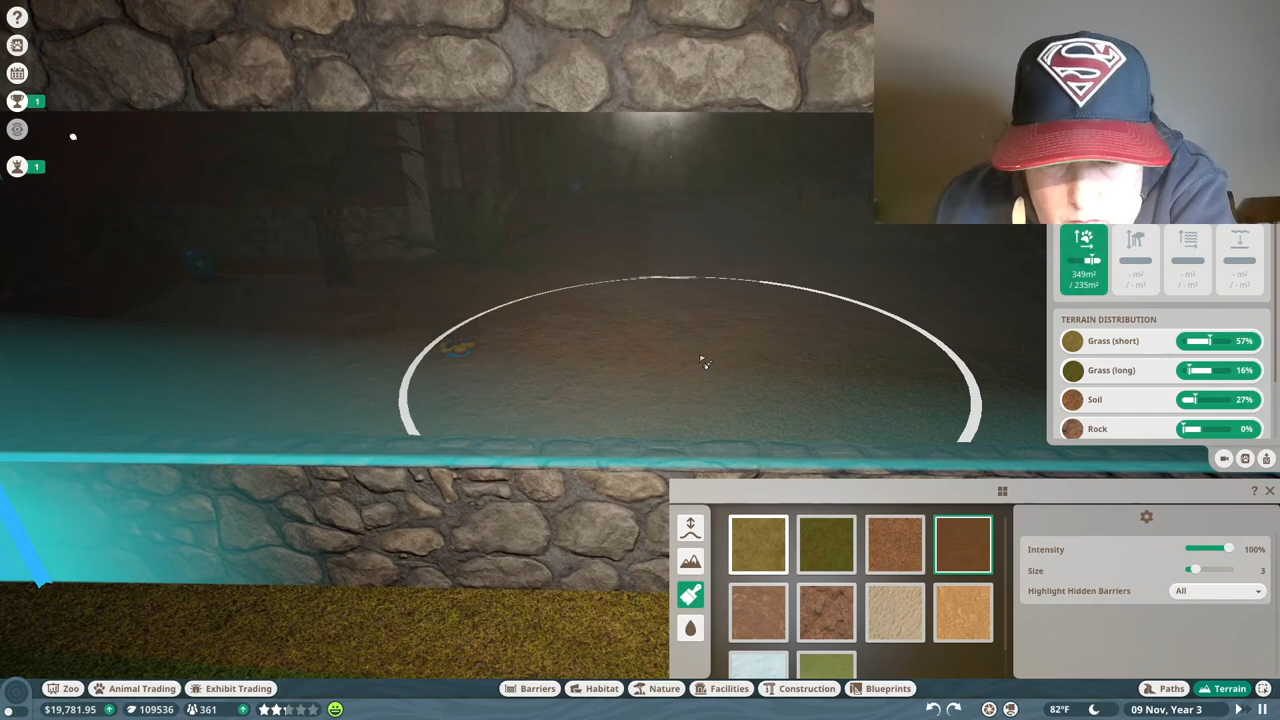 ?
1
1
349m²
/ 235m²
- m²
/ - m²
- m²
/ - m²
- m²
/ - m²
TERRAIN DISTRIBUTION
Grass (short) 57%
Grass (long) 16%
Soil 27%
Rock 0%
?
Intensity 100%
Size 3
Highlight Hidden Barriers All
Zoo Animal Trading Exhibit Trading Barriers Habitat Nature Facilities Construction Blueprints Paths Terrain
$19,781.95 109536 361 82°F 09 Nov, Year 3